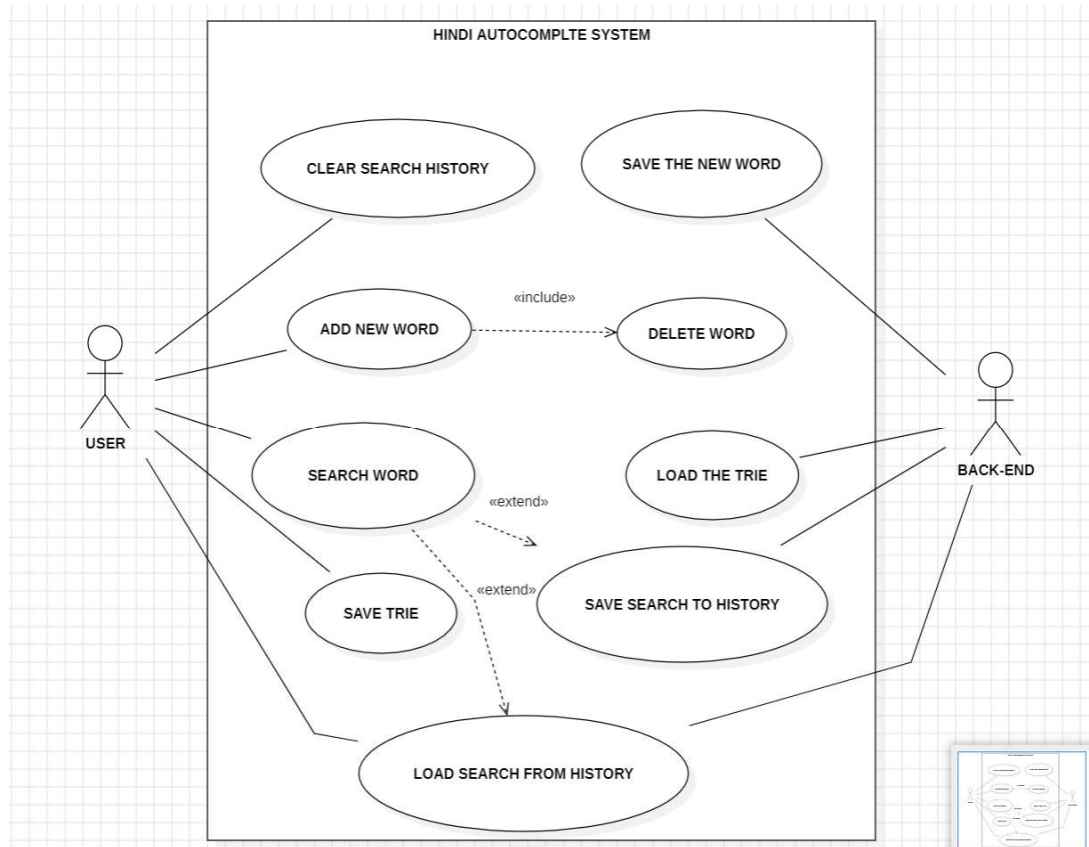 HINDI AUTOCOMPLTE SYSTEM
CLEAR SEARCH HISTORY
SAVE THE NEW WORD
«include»
ADD NEW WORD
DELETE WORD
USER
BACK-END
SEARCH WORD
LOAD THE TRIE
«extend»
«extend»
SAVE TRIE
SAVE SEARCH TO HISTORY
LOAD SEARCH FROM HISTORY